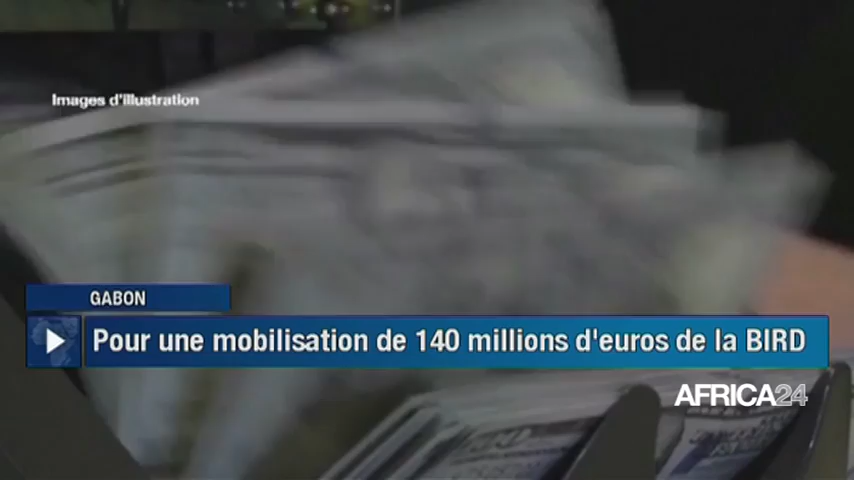 Images d'illustration
GABON
Pour une mobilisation de 140 millions d'euros de la BIRD
AFRICA24